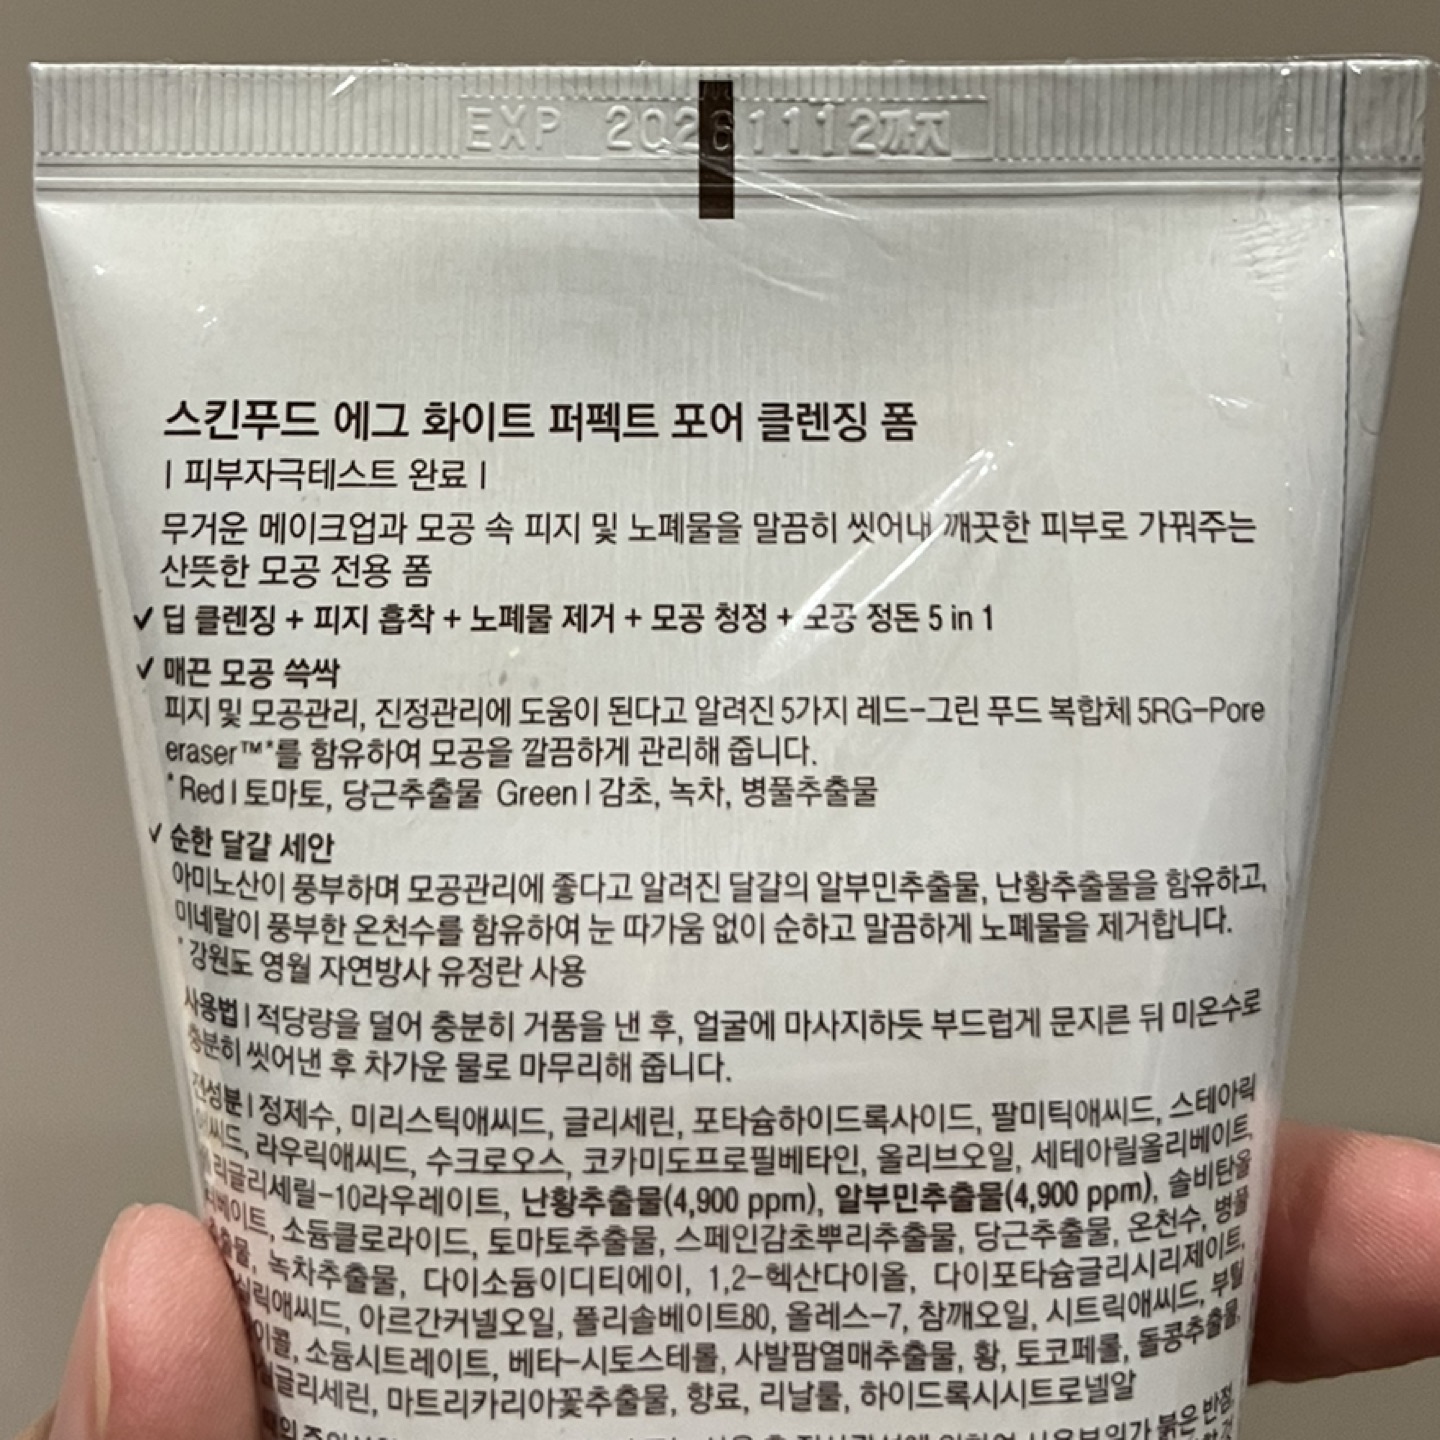 EXP 20261112까지
스킨푸드 에그 화이트 퍼펙트 포어 클렌징 폼
| 피부자극테스트 완료 |
무거운 메이크업과 모공 속 피지 및 노폐물을 말끔히 씻어내 깨끗한 피부로 가꿔주는
산뜻한 모공 전용 폼
✓ 딥 클렌징 + 피지 흡착 + 노폐물 제거 + 모공 청정 + 모공 정돈 5 in 1
✓ 매끈 모공 쓱싹
피지 및 모공관리, 진정관리에 도움이 된다고 알려진 5가지 레드-그린 푸드 복합체 5RG-Pore
eraser™*를 함유하여 모공을 깔끔하게 관리해 줍니다.
* Red | 토마토, 당근추출물 Green | 감초, 녹차, 병풀추출물
✓ 순한 달걀 세안
아미노산이 풍부하며 모공관리에 좋다고 알려진 달걀의 알부민추출물, 난황추출물을 함유하고,
미네랄이 풍부한 온천수를 함유하여 눈 따가움 없이 순하고 말끔하게 노폐물을 제거합니다.
* 강원도 영월 자연방사 유정란 사용
사용법 | 적당량을 덜어 충분히 거품을 낸 후, 얼굴에 마사지하듯 부드럽게 문지른 뒤 미온수로
충분히 씻어낸 후 차가운 물로 마무리해 줍니다.
전성분 | 정제수, 미리스틱애씨드, 글리세린, 포타슘하이드록사이드, 팔미틱애씨드, 스테아릭
애씨드, 라우릭애씨드, 수크로오스, 코카미도프로필베타인, 올리브오일, 세테아릴올리베이트,
폴리글리세릴-10라우레이트, 난황추출물(4,900 ppm), 알부민추출물(4,900 ppm), 솔비탄올
리베이트, 소듐클로라이드, 토마토추출물, 스페인감초뿌리추출물, 당근추출물, 온천수, 병풀
추출물, 녹차추출물, 다이소듐이디티에이, 1,2-헥산다이올, 다이포타슘글리시리제이트,
실릭애씨드, 아르간커넬오일, 폴리솔베이트80, 올레스-7, 참깨오일, 시트릭애씨드, 부틸
이콜, 소듐시트레이트, 베타-시토스테롤, 사발팜열매추출물, 황, 토코페롤, 돌콩추출물,
실글리세린, 마트리카리아꽃추출물, 향료, 리날룰, 하이드록시시트로넬알
사용부위가 붉은 반점,